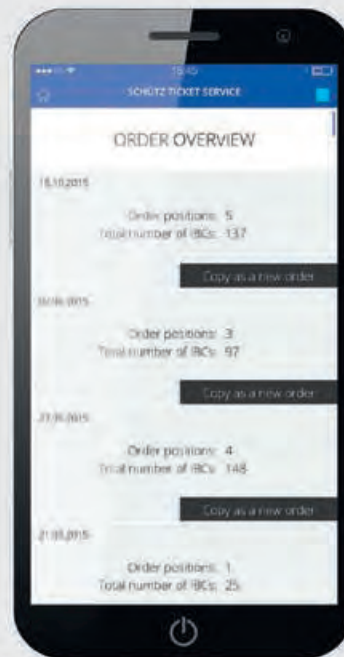 SCHÜTZ TICKET SERVICE
ORDER OVERVIEW
Order positions: 5
Total number of IBCs: 137
Copy as a new order
Order positions: 3
Total number of IBCs: 97
Copy as a new order
Order positions: 4
Total number of IBCs: 148
Copy as a new order
Order positions: 1
Total number of IBCs: 25